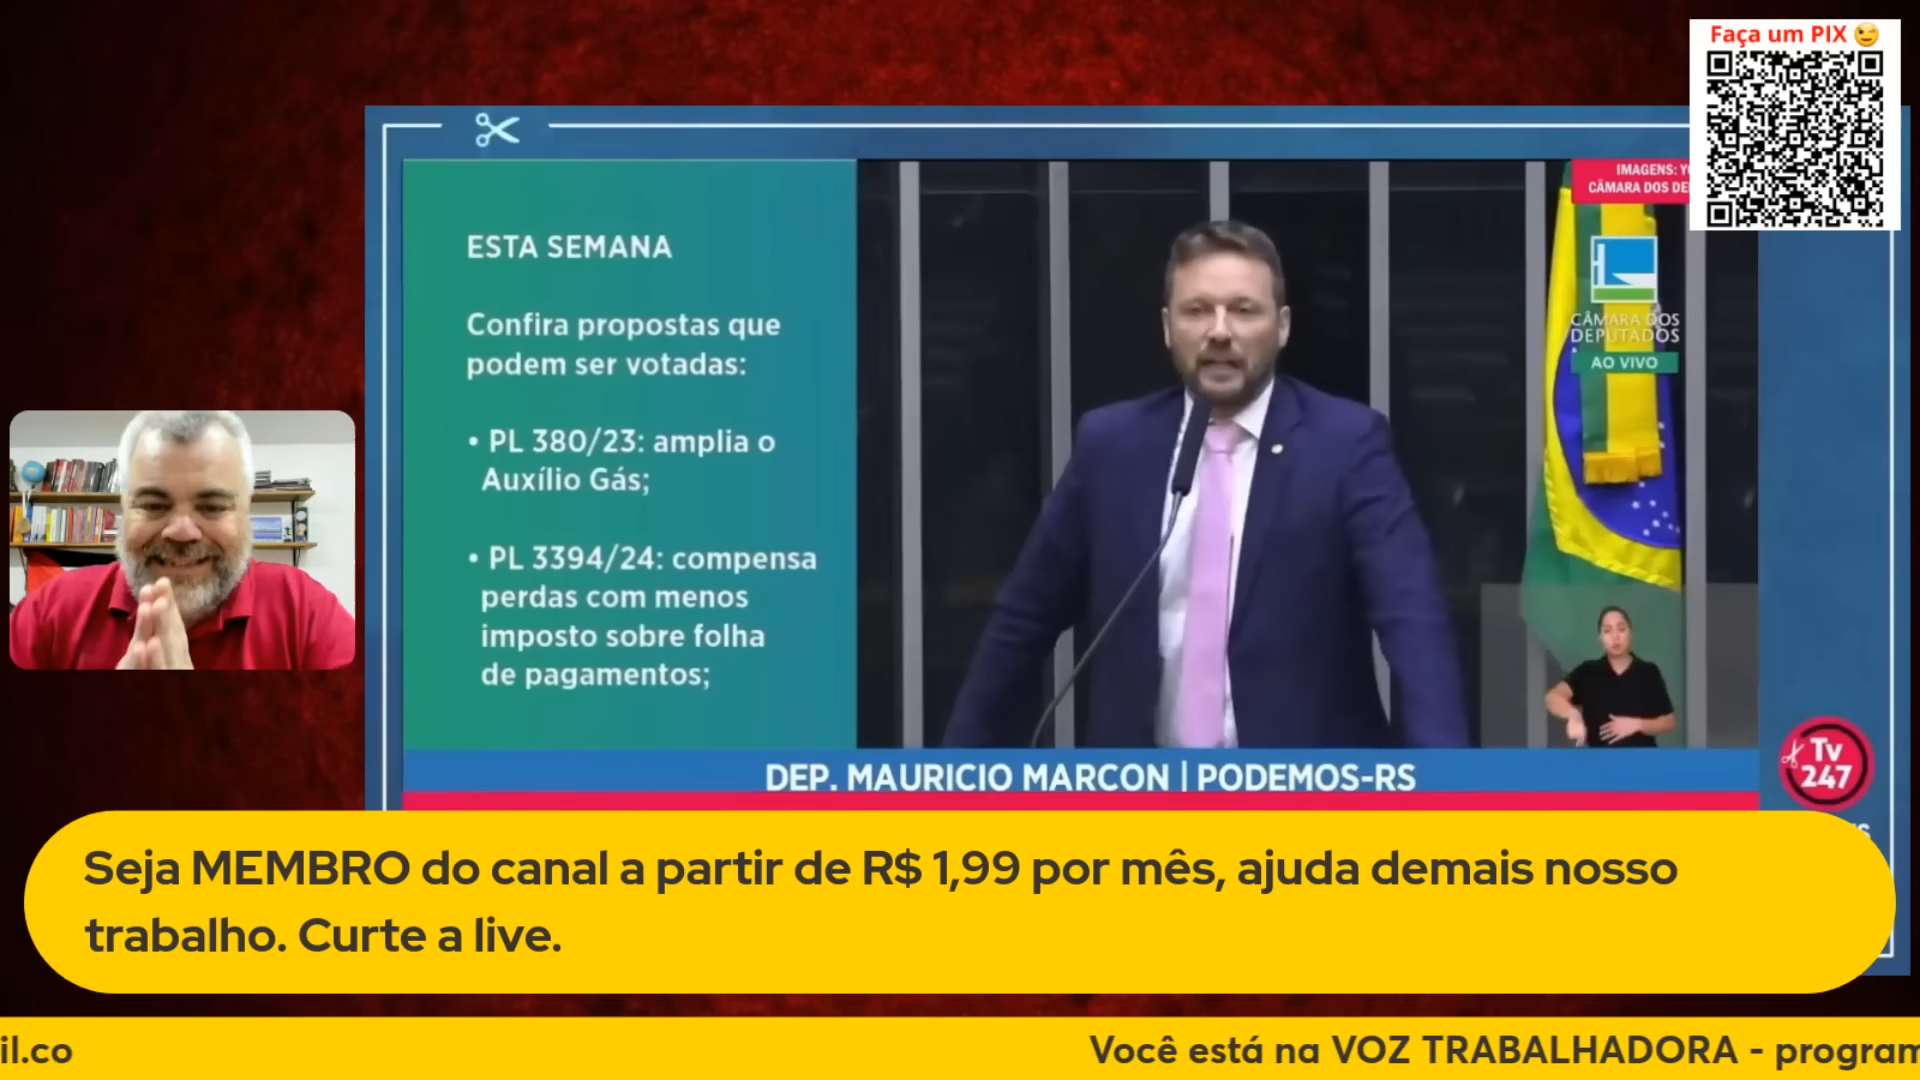 Faça um PIX
IMAGENS:
CÂMARA DOS
ESTA SEMANA
Confira propostas que
podem ser votadas:
• PL 380/23: amplia o
Auxílio Gás;
• PL 3394/24: compensa
perdas com menos
imposto sobre folha
de pagamentos;
CÂMARA DOS
DEPUTADOS
AO VIVO
DEP. MAURICIO MARCON | PODEMOS-RS
Tv
247
Seja MEMBRO do canal a partir de R$ 1,99 por mês, ajuda demais nosso
trabalho. Curte a live.
il.co
Você está na VOZ TRABALHADORA - program